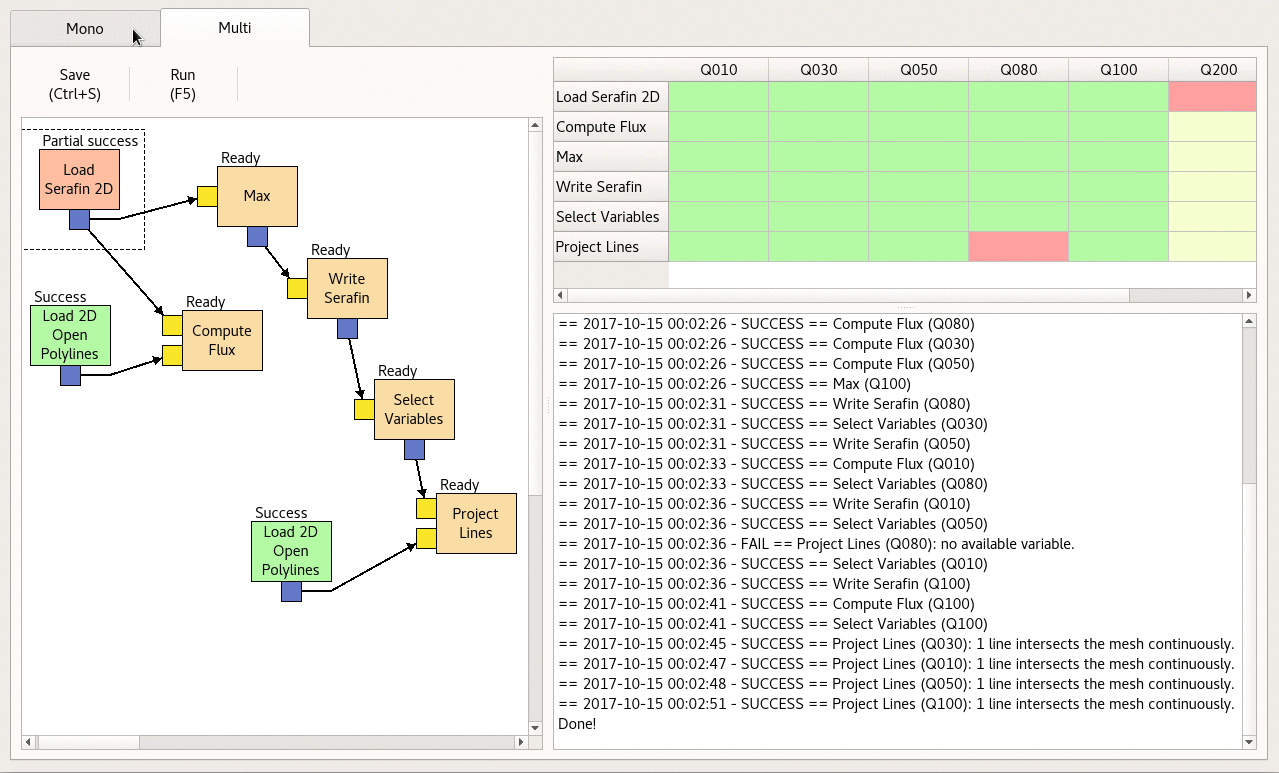 Mono
Multi
Save
(Ctrl+S)
Run
(F5)
Partial success
Load
Serafin 2D
Ready
Max
Ready
Write
Serafin
Success
Load 2D
Open
Polylines
Ready
Compute
Flux
Ready
Select
Variables
Ready
Project
Lines
Success
Load 2D
Open
Polylines
Q010 Q030 Q050 Q080 Q100 Q200
Load Serafin 2D
Compute Flux
Max
Write Serafin
Select Variables
Project Lines
== 2017-10-15 00:02:26 - SUCCESS == Compute Flux (Q080)
== 2017-10-15 00:02:26 - SUCCESS == Compute Flux (Q030)
== 2017-10-15 00:02:26 - SUCCESS == Compute Flux (Q050)
== 2017-10-15 00:02:26 - SUCCESS == Max (Q100)
== 2017-10-15 00:02:31 - SUCCESS == Write Serafin (Q080)
== 2017-10-15 00:02:31 - SUCCESS == Select Variables (Q030)
== 2017-10-15 00:02:31 - SUCCESS == Write Serafin (Q050)
== 2017-10-15 00:02:33 - SUCCESS == Compute Flux (Q010)
== 2017-10-15 00:02:33 - SUCCESS == Select Variables (Q080)
== 2017-10-15 00:02:36 - SUCCESS == Write Serafin (Q010)
== 2017-10-15 00:02:36 - SUCCESS == Select Variables (Q050)
== 2017-10-15 00:02:36 - FAIL == Project Lines (Q080): no available variable.
== 2017-10-15 00:02:36 - SUCCESS == Select Variables (Q010)
== 2017-10-15 00:02:36 - SUCCESS == Write Serafin (Q100)
== 2017-10-15 00:02:41 - SUCCESS == Compute Flux (Q100)
== 2017-10-15 00:02:41 - SUCCESS == Select Variables (Q100)
== 2017-10-15 00:02:45 - SUCCESS == Project Lines (Q030): 1 line intersects the mesh continuously.
== 2017-10-15 00:02:47 - SUCCESS == Project Lines (Q010): 1 line intersects the mesh continuously.
== 2017-10-15 00:02:48 - SUCCESS == Project Lines (Q050): 1 line intersects the mesh continuously.
== 2017-10-15 00:02:51 - SUCCESS == Project Lines (Q100): 1 line intersects the mesh continuously.
Done!